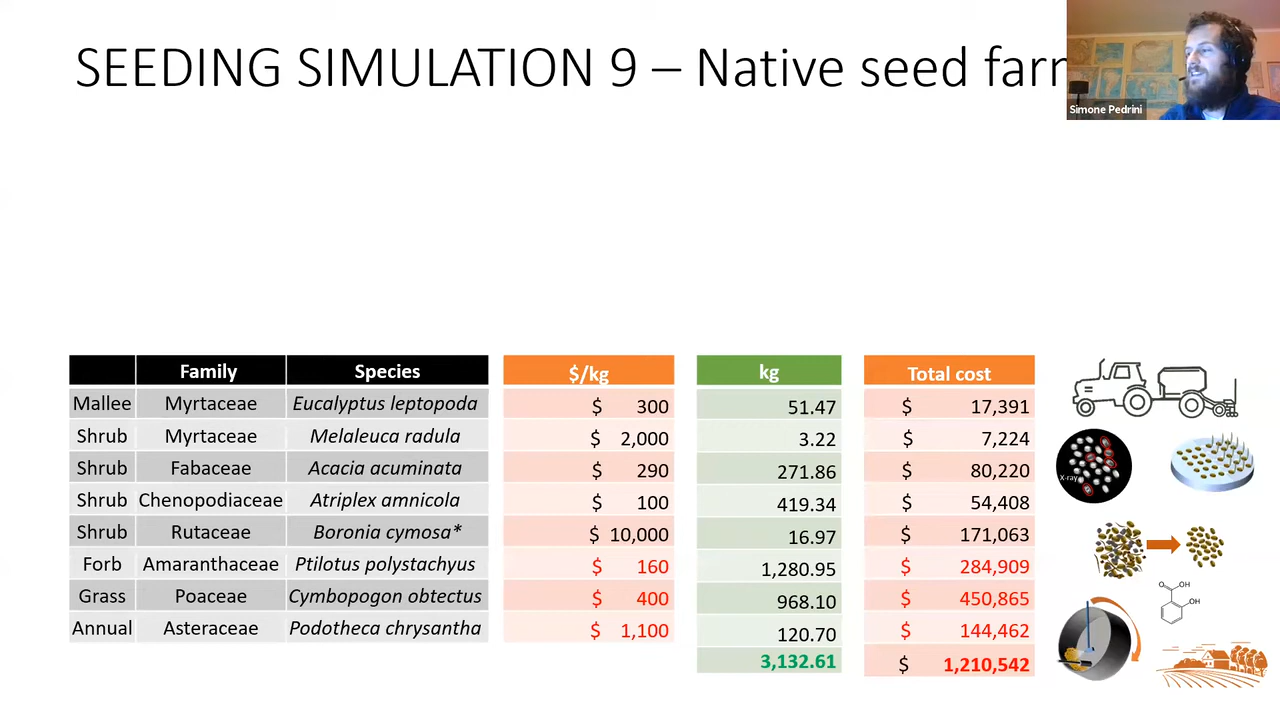 SEEDING SIMULATION 9 – Native seed farm
Simone Pedrini
Family Species $/kg kg Total cost
Mallee Myrtaceae Eucalyptus leptopoda $ 300 51.47 $ 17,391
Shrub Myrtaceae Melaleuca radula $ 2,000 3.22 $ 7,224
Shrub Fabaceae Acacia acuminata $ 290 271.86 $ 80,220
Shrub Chenopodiaceae Atriplex amnicola $ 100 419.34 $ 54,408
Shrub Rutaceae Boronia cymosa* $ 10,000 16.97 $ 171,063
Forb Amaranthaceae Ptilotus polystachyus $ 160 1,280.95 $ 284,909
Grass Poaceae Cymbopogon obtectus $ 400 968.10 $ 450,865
Annual Asteraceae Podotheca chrysantha $ 1,100 120.70 $ 144,462
3,132.61 $ 1,210,542
X-ray
O OH
OH